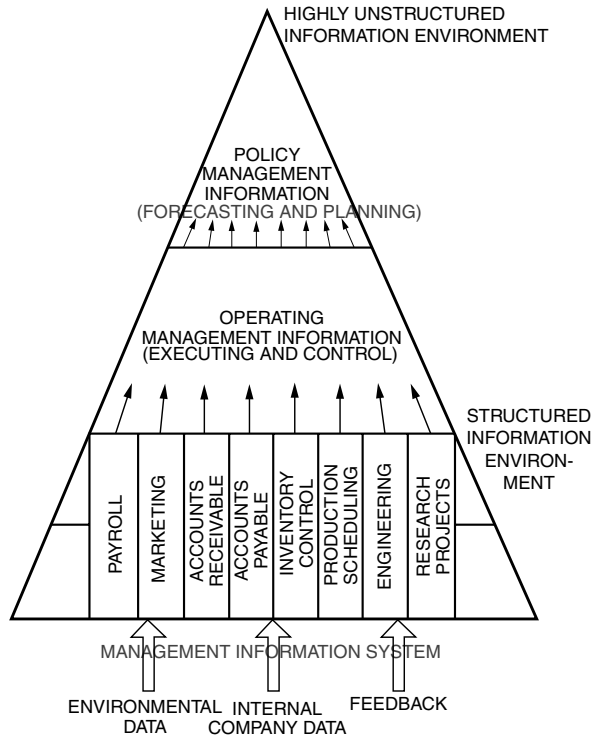 HIGHLY UNSTRUCTURED
INFORMATION ENVIRONMENT
POLICY
MANAGEMENT
INFORMATION
(FORECASTING AND PLANNING)
OPERATING
MANAGEMENT INFORMATION
(EXECUTING AND CONTROL)
STRUCTURED
INFORMATION
ENVIRON-
MENT
PAYROLL
MARKETING
ACCOUNTS
RECEIVABLE
ACCOUNTS
PAYABLE
INVENTORY
CONTROL
PRODUCTION
SCHEDULING
ENGINEERING
RESEARCH
PROJECTS
MANAGEMENT INFORMATION SYSTEM
ENVIRONMENTAL
DATA
INTERNAL
COMPANY DATA
FEEDBACK